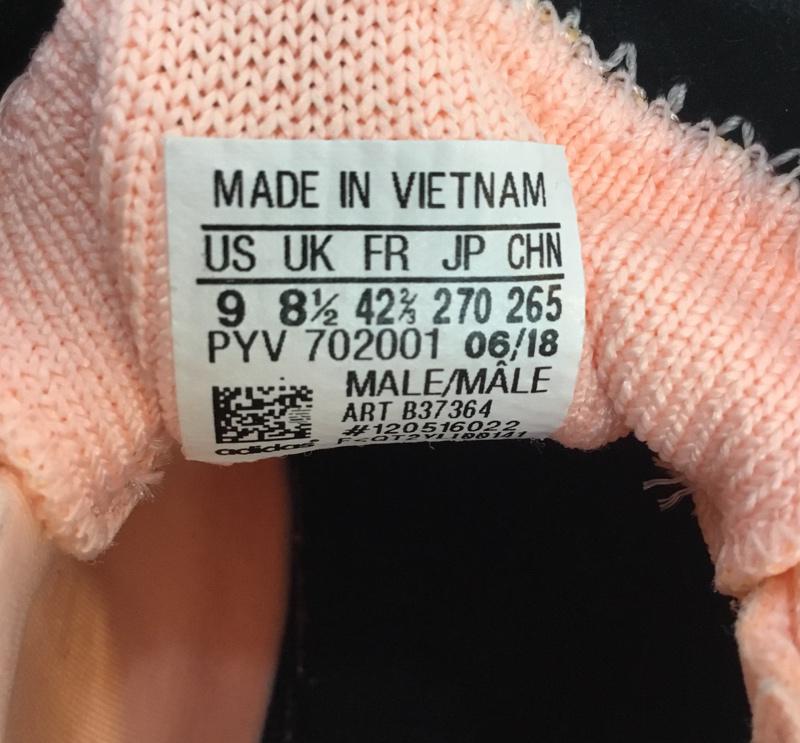 MADE IN VIETNAM
US UK FR JP CHN
9 8½ 42⅔ 270 265
PYV 702001 06/18
MALE/MÂLE
ART B37364
#120516022
adidas